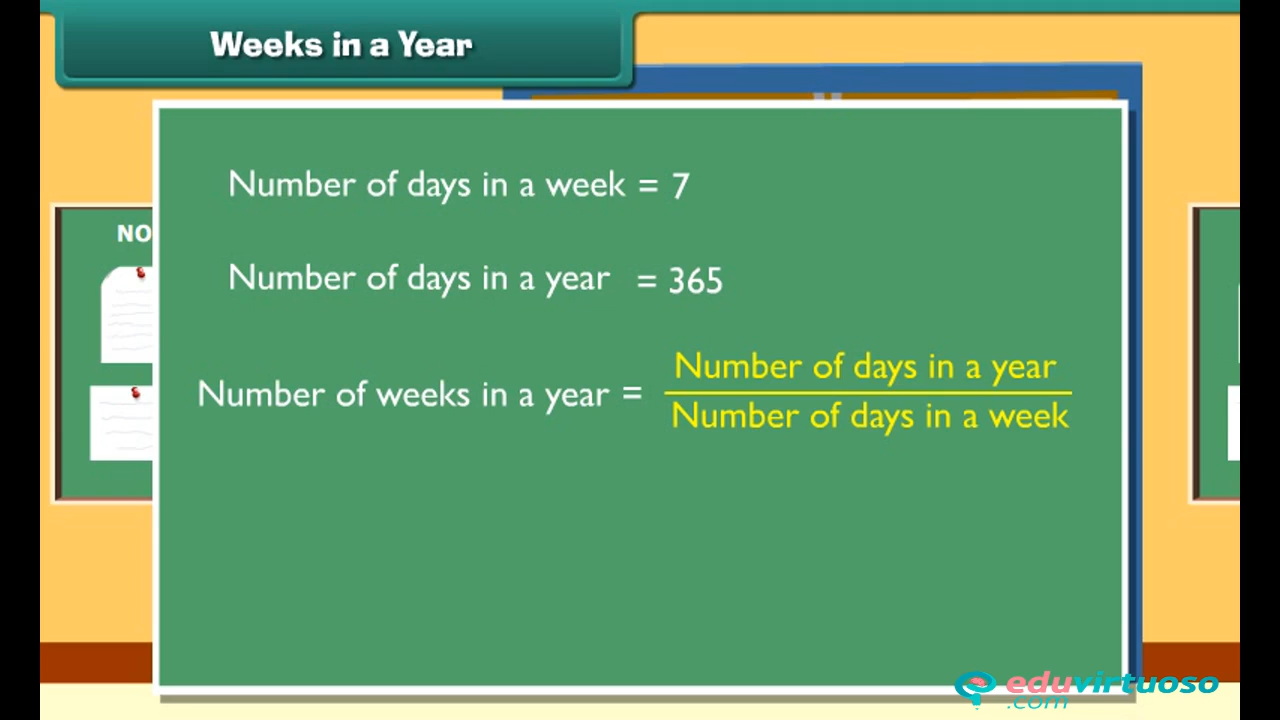 Weeks in a Year
NO
Number of days in a week = 7
Number of days in a year = 365
Number of weeks in a year = Number of days in a year
Number of days in a week
eduvirtuoso
.com